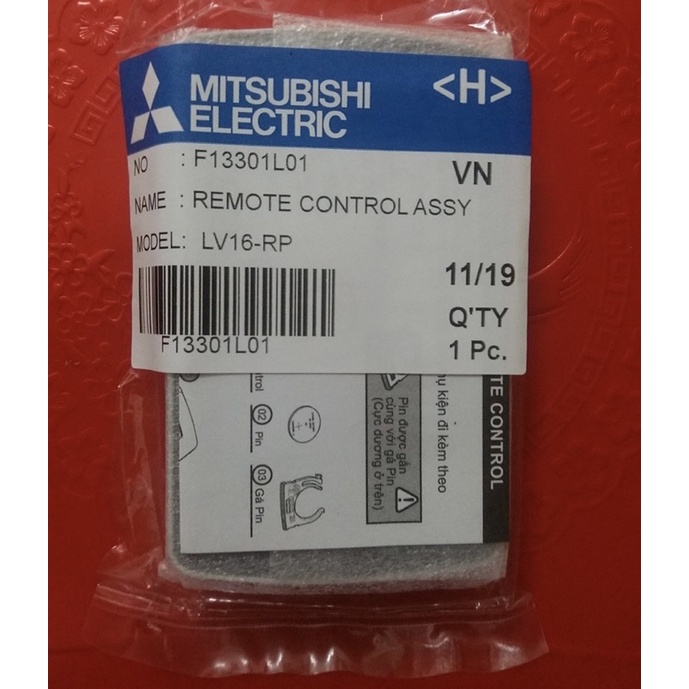 MITSUBISHI
ELECTRIC
<H>
NO : F13301L01
VN
NAME : REMOTE CONTROL ASSY
MODEL: LV16-RP
11/19
Q'TY
1 Pc.
F13301L01
TE CONTROL
kiện đi kèm theo
Pin được gắn
cùng với gá Pin
(Cực dương ở trên)
trol
02 Pin
03 Gá Pin